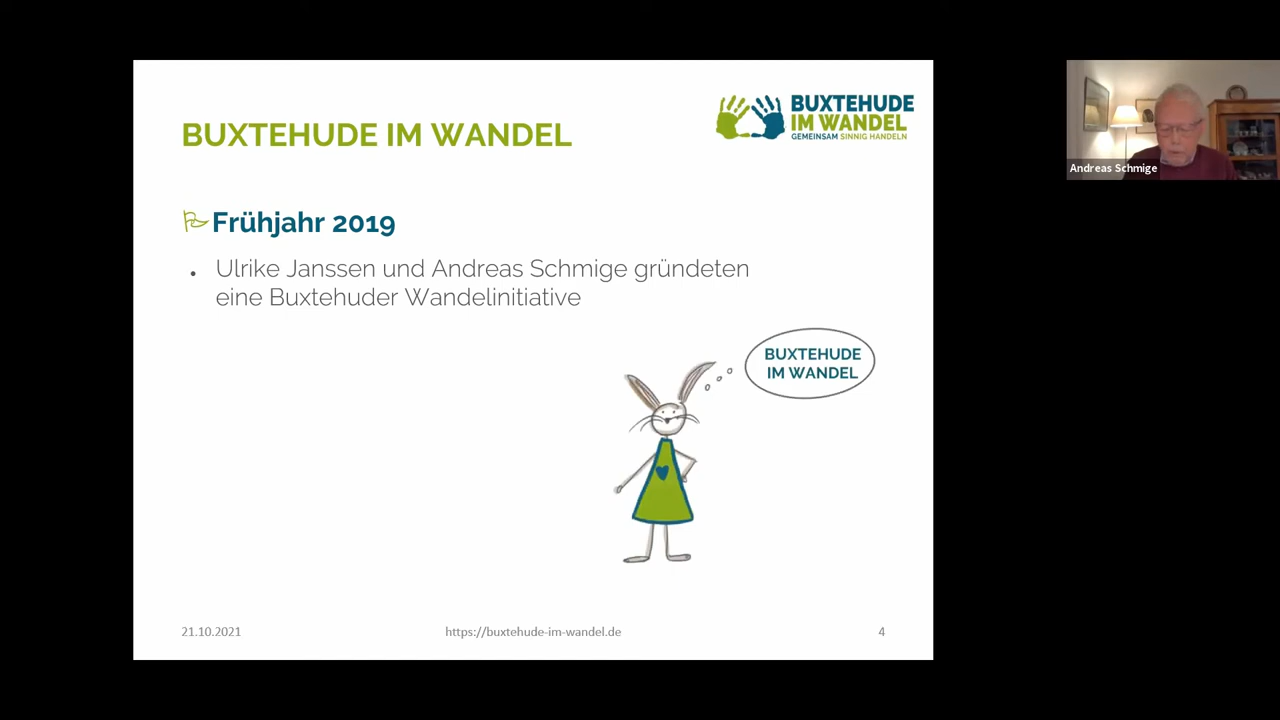 BUXTEHUDE IM WANDEL
BUXTEHUDE
IM WANDEL
GEMEINSAM SINNIG HANDELN
Andreas Schmige
Frühjahr 2019
• Ulrike Janssen und Andreas Schmige gründeten
eine Buxtehuder Wandelinitiative
BUXTEHUDE
IM WANDEL
21.10.2021
https://buxtehude-im-wandel.de
4